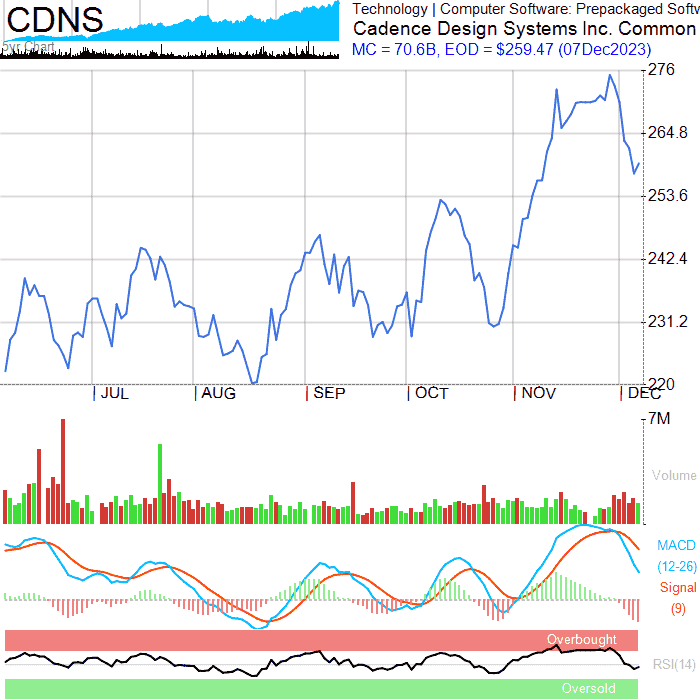 CDNS
5yr Chart
Technology | Computer Software: Prepackaged Softw
Cadence Design Systems Inc. Common
MC = 70.6B, EOD = $259.47 (07Dec2023)
276
264.8
253.6
242.4
231.2
220
JUL
AUG
SEP
OCT
NOV
DEC
7M
Volume
MACD
(12-26)
Signal
(9)
Overbought
RSI(14)
Oversold